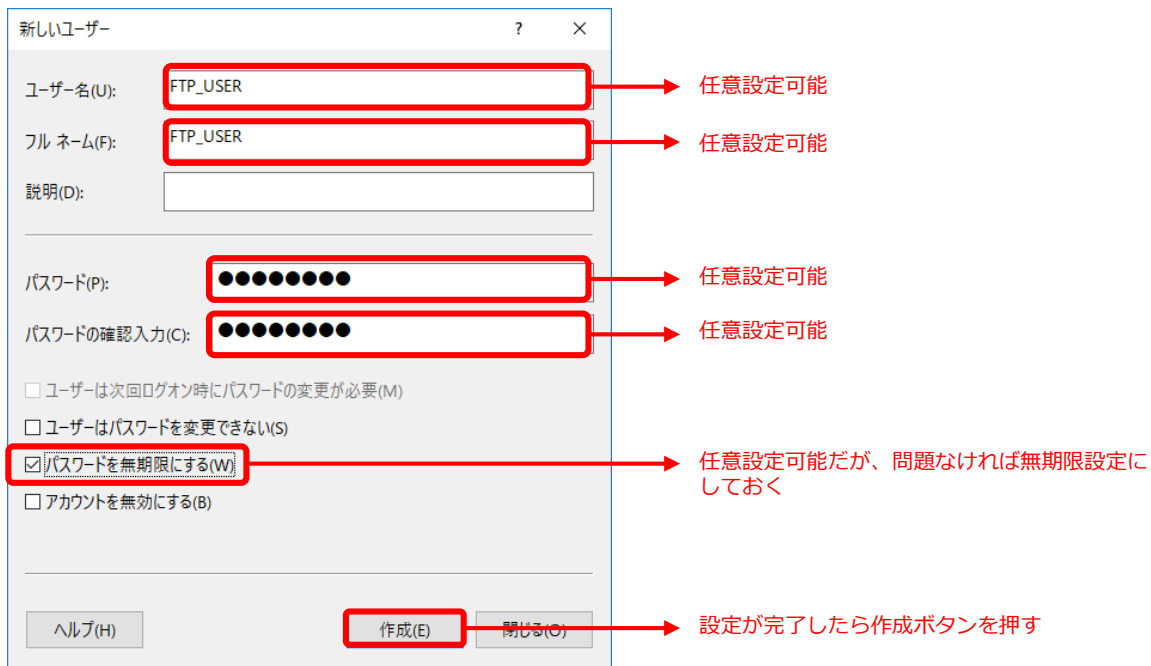 新しいユーザー ? ×
ユーザー名(U): FTP_USER 任意設定可能
フル ネーム(F): FTP_USER 任意設定可能
説明(D):
パスワード(P): ●●●●●●●● 任意設定可能
パスワードの確認入力(C): ●●●●●●●● 任意設定可能
ユーザーは次回ログオン時にパスワードの変更が必要(M)
ユーザーはパスワードを変更できない(S)
パスワードを無期限にする(W) 任意設定可能だが、問題なければ無期限設定に
しておく
アカウントを無効にする(B)
ヘルプ(H) 作成(E) 閉じる(O) 設定が完了したら作成ボタンを押す